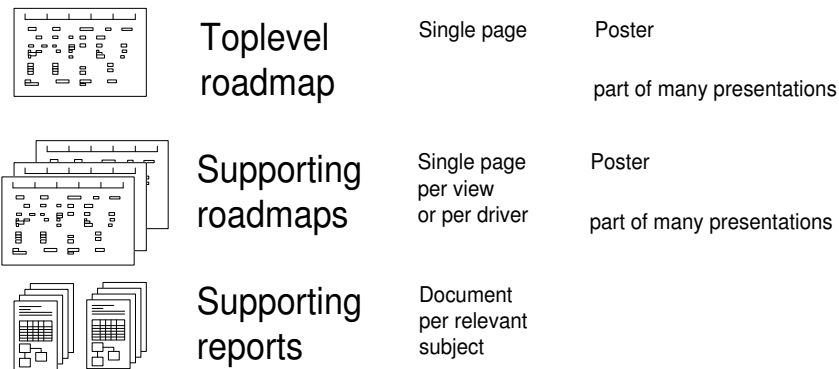 Toplevel
roadmap
Single page
Poster
part of many presentations
Supporting
roadmaps
Single page
per view
or per driver
Poster
part of many presentations
Supporting
reports
Document
per relevant
subject